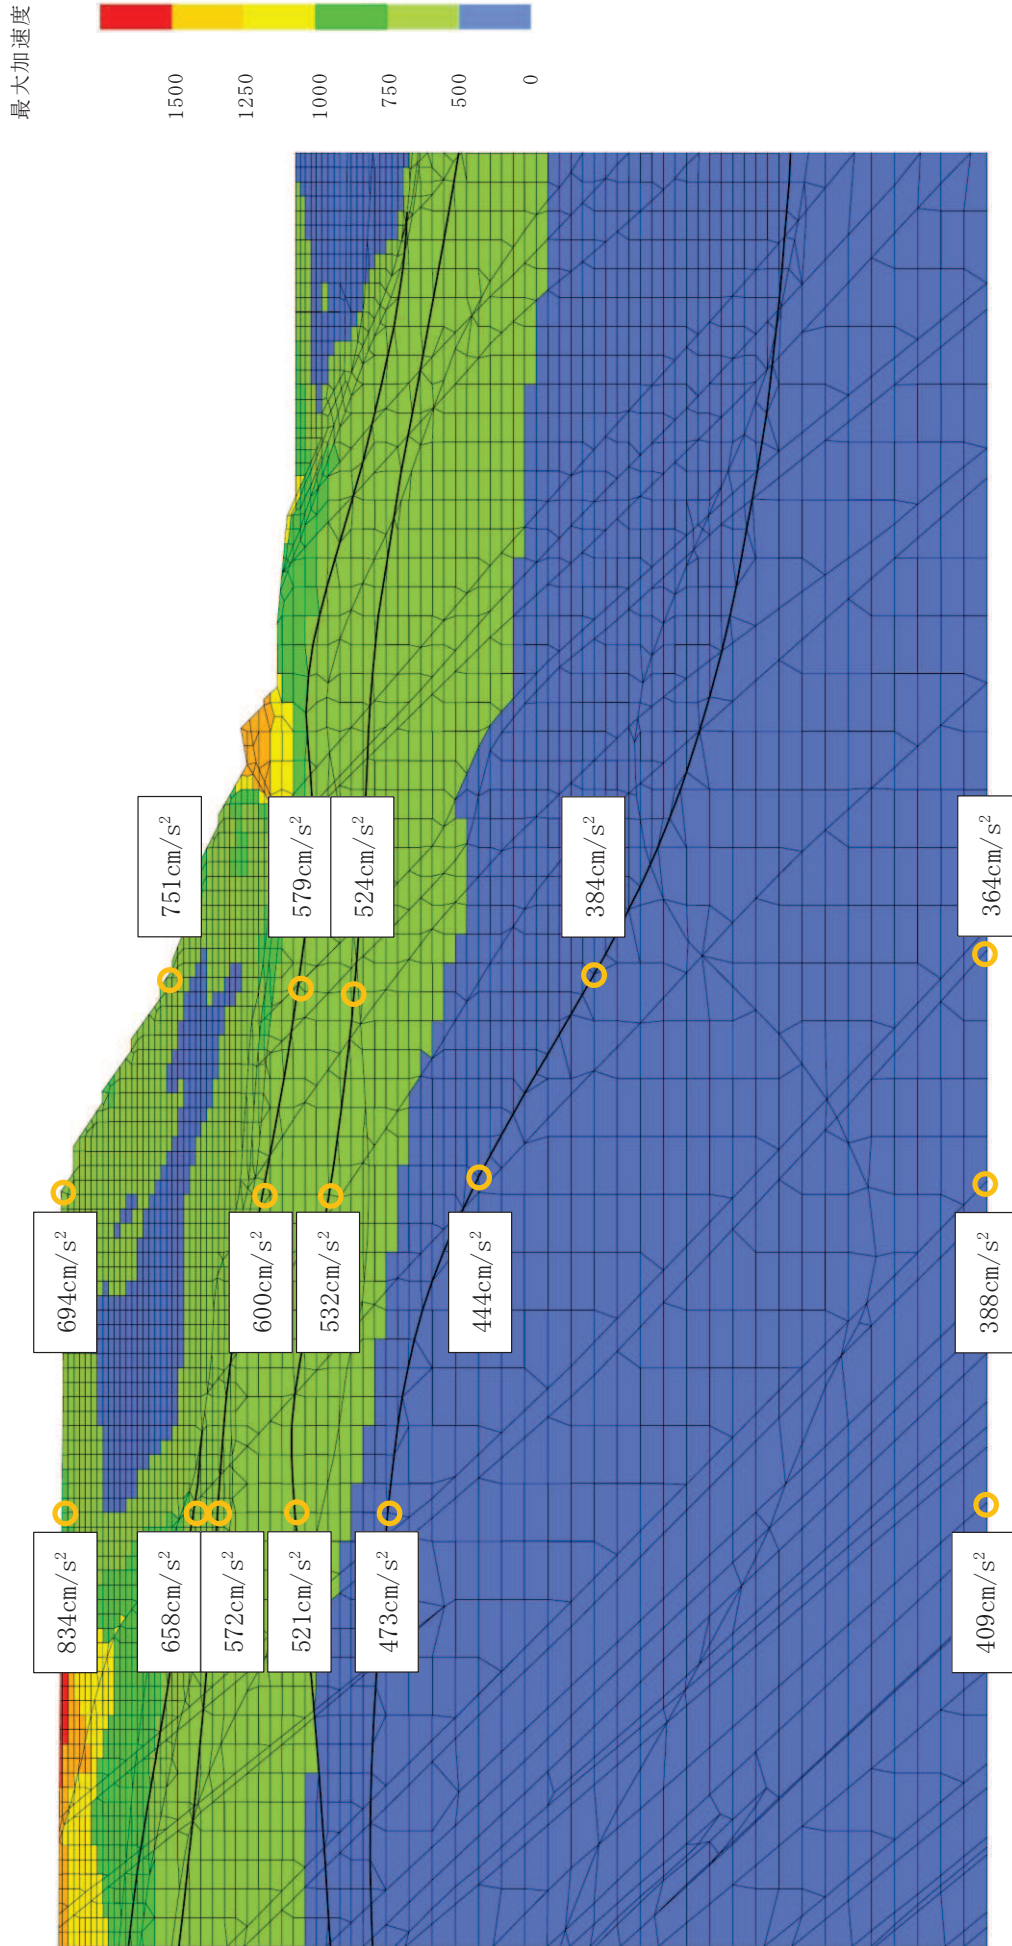 最大加速度
1500
1250
1000
750
500
0
834cm/s²
658cm/s²
572cm/s²
521cm/s²
473cm/s²
409cm/s²
694cm/s²
600cm/s²
532cm/s²
444cm/s²
388cm/s²
751cm/s²
579cm/s²
524cm/s²
384cm/s²
364cm/s²